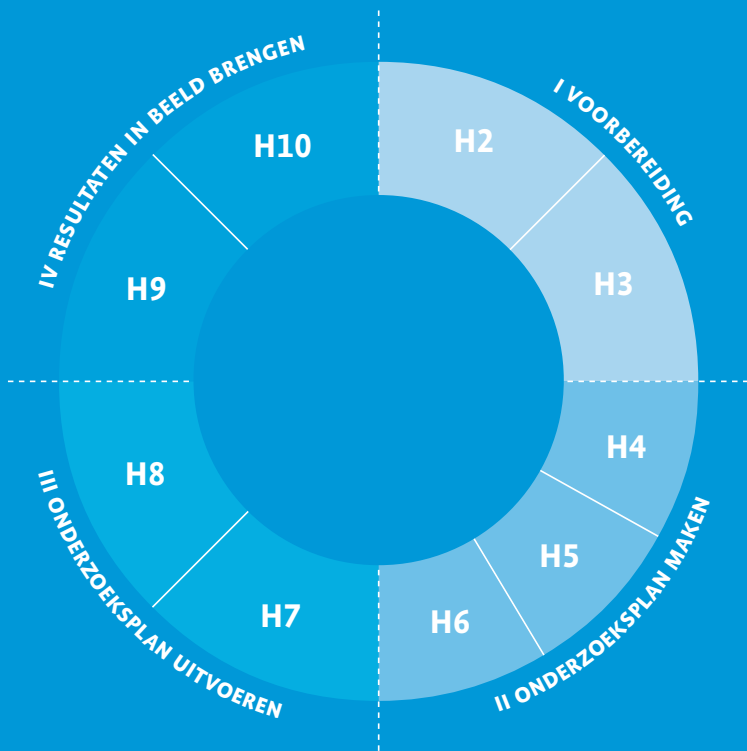 I VOORBEREIDING
H2
H3
II ONDERZOEKSPLAN MAKEN
H4
H5
H6
III ONDERZOEKSPLAN UITVOEREN
H7
H8
IV RESULTATEN IN BEELD BRENGEN
H9
H10